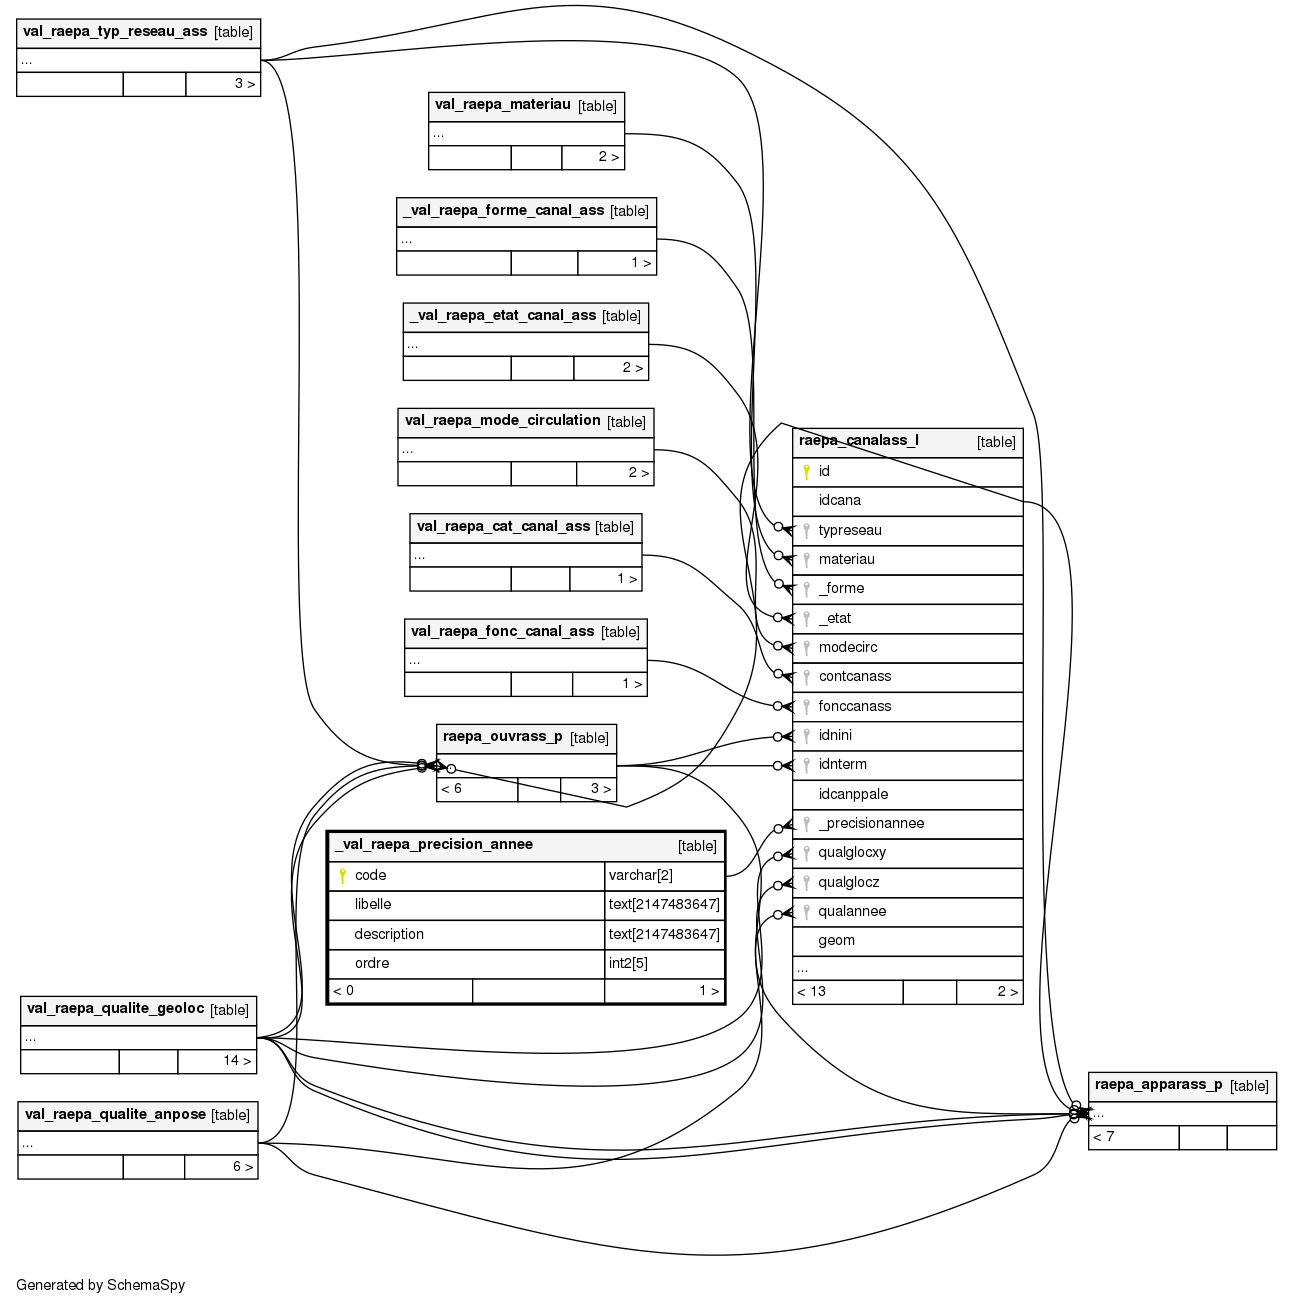 val_raepa_typ_reseau_ass [table]
...
3 >
val_raepa_materiau [table]
...
2 >
_val_raepa_forme_canal_ass [table]
...
1 >
_val_raepa_etat_canal_ass [table]
...
2 >
val_raepa_mode_circulation [table]
...
2 >
val_raepa_cat_canal_ass [table]
...
1 >
val_raepa_fonc_canal_ass [table]
...
1 >
raepa_ouvrass_p [table]
< 6 3 >
_val_raepa_precision_annee [table]
code varchar[2]
libelle text[2147483647]
description text[2147483647]
ordre int2[5]
< 0 1 >
raepa_canalass_l [table]
id
idcana
typreseau
materiau
_forme
_etat
modecirc
contcanass
fonccanass
idnini
idnterm
idcanppale
_precisionannee
qualglocxy
qualglocz
qualannee
geom
...
< 13 2 >
val_raepa_qualite_geoloc [table]
...
14 >
val_raepa_qualite_anpose [table]
...
6 >
raepa_apparass_p [table]
...
< 7
Generated by SchemaSpy